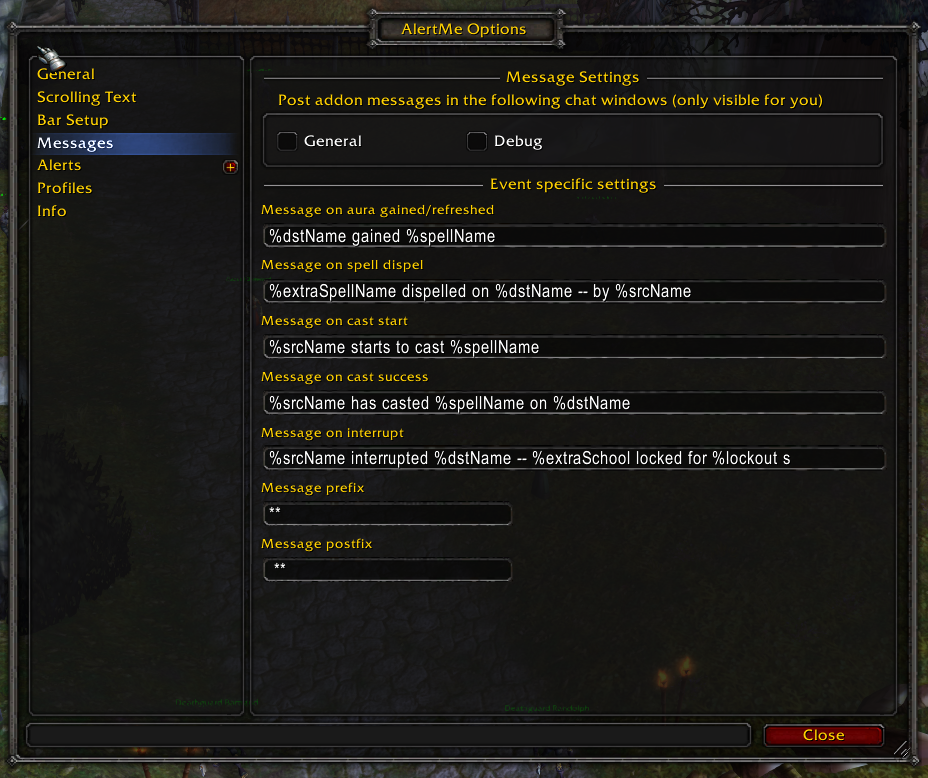 AlertMe Options
General
Scrolling Text
Bar Setup
Messages
Alerts
Profiles
Info
Message Settings
Post addon messages in the following chat windows (only visible for you)
General
Debug
Event specific settings
Message on aura gained/refreshed
%dstName gained %spellName
Message on spell dispel
%extraSpellName dispelled on %dstName -- by %srcName
Message on cast start
%srcName starts to cast %spellName
Message on cast success
%srcName has casted %spellName on %dstName
Message on interrupt
%srcName interrupted %dstName -- %extraSchool locked for %lockout s
Message prefix
**
Message postfix
**
Close